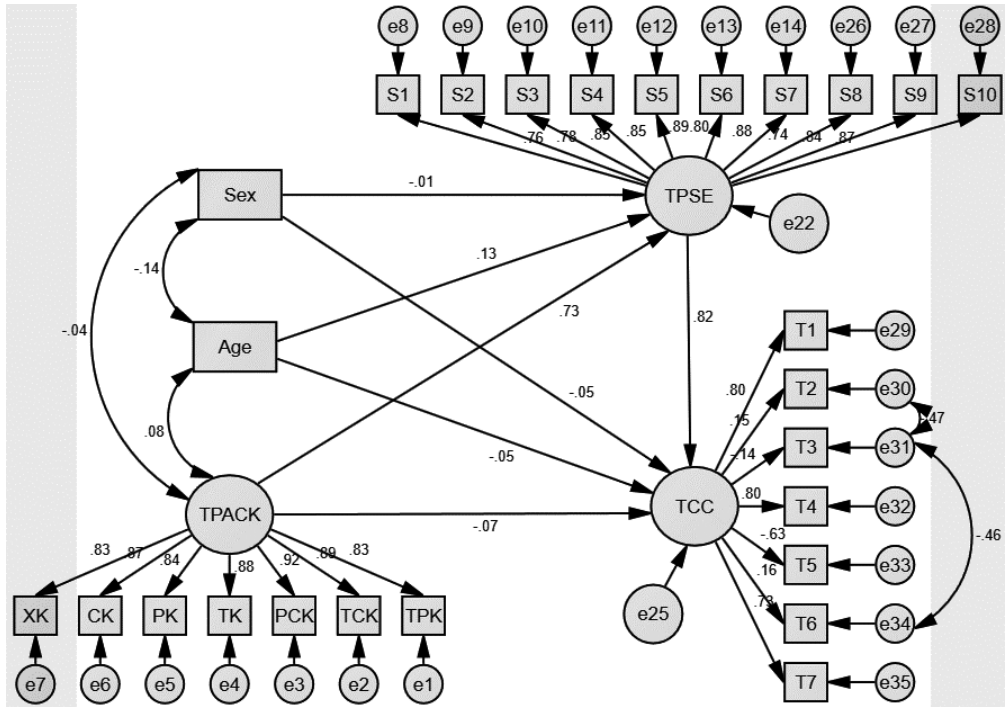 e8 e9 e10 e11 e12 e13 e14 e26 e27 e28
S1 S2 S3 S4 S5 S6 S7 S8 S9 S10
.76 .78 .85 .85 .89 .80 .88 .74 .84 .87
Sex
-.01
TPSE
e22
-.14
.13
-.04
.73
.82
T1 e29
Age
.80
T2 e30
-.05
.15
.08
-.14
T3 e31
-.05
TPACK
-.07
TCC
.80
T4 e32
-.46
-.63
T5 e33
.83 .87 .84 .88 .92 .89 .83
.16
XK CK PK TK PCK TCK TPK
e25
.73
T6 e34
e7 e6 e5 e4 e3 e2 e1
T7 e35